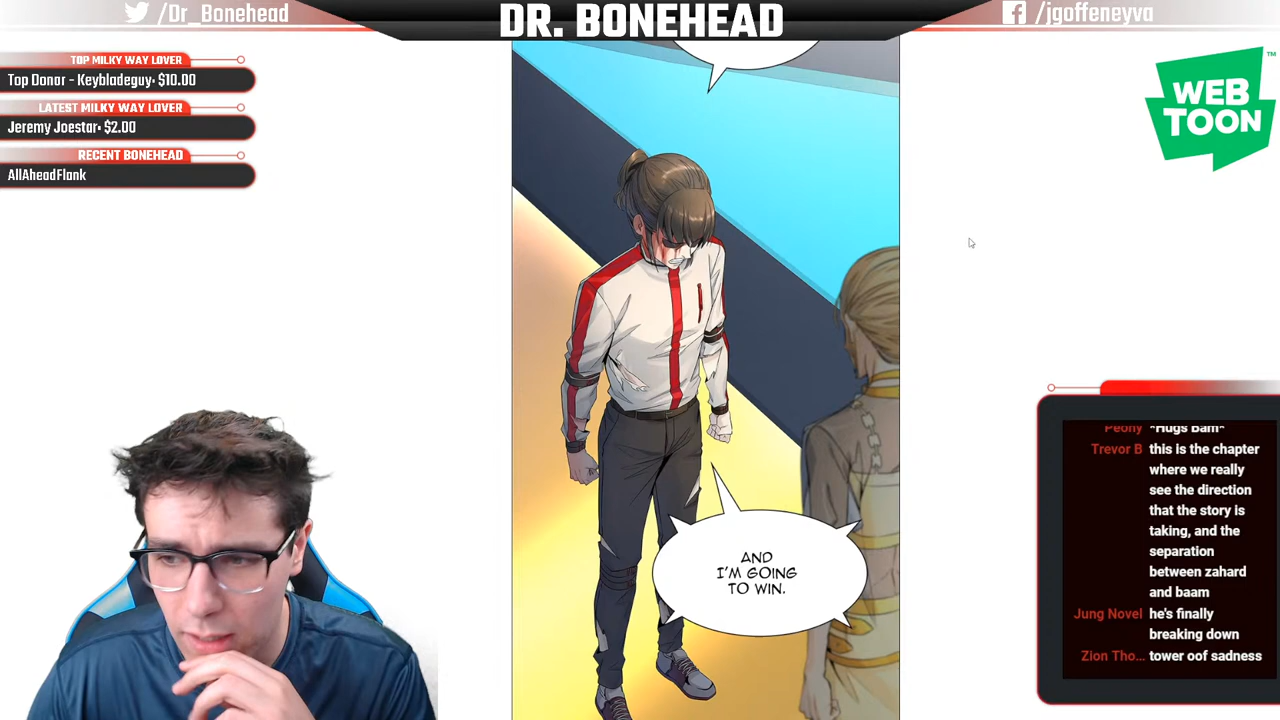 /Dr_Bonehead
DR. BONEHEAD
/jgoffeneyva
TOP MILKY WAY LOVER
Top Donor - Keybladeguy: $10.00
LATEST MILKY WAY LOVER
Jeremy Joestar: $2.00
RECENT BONEHEAD
AllAheadFlank
WEB
TOON
TM
AND
I'M GOING
TO WIN.
Peony *Hugs Bam*
Trevor B this is the chapter
where we really
see the direction
that the story is
taking, and the
separation
between zahard
and baam
Jung Novel he's finally
breaking down
Zion Tho... tower oof sadness